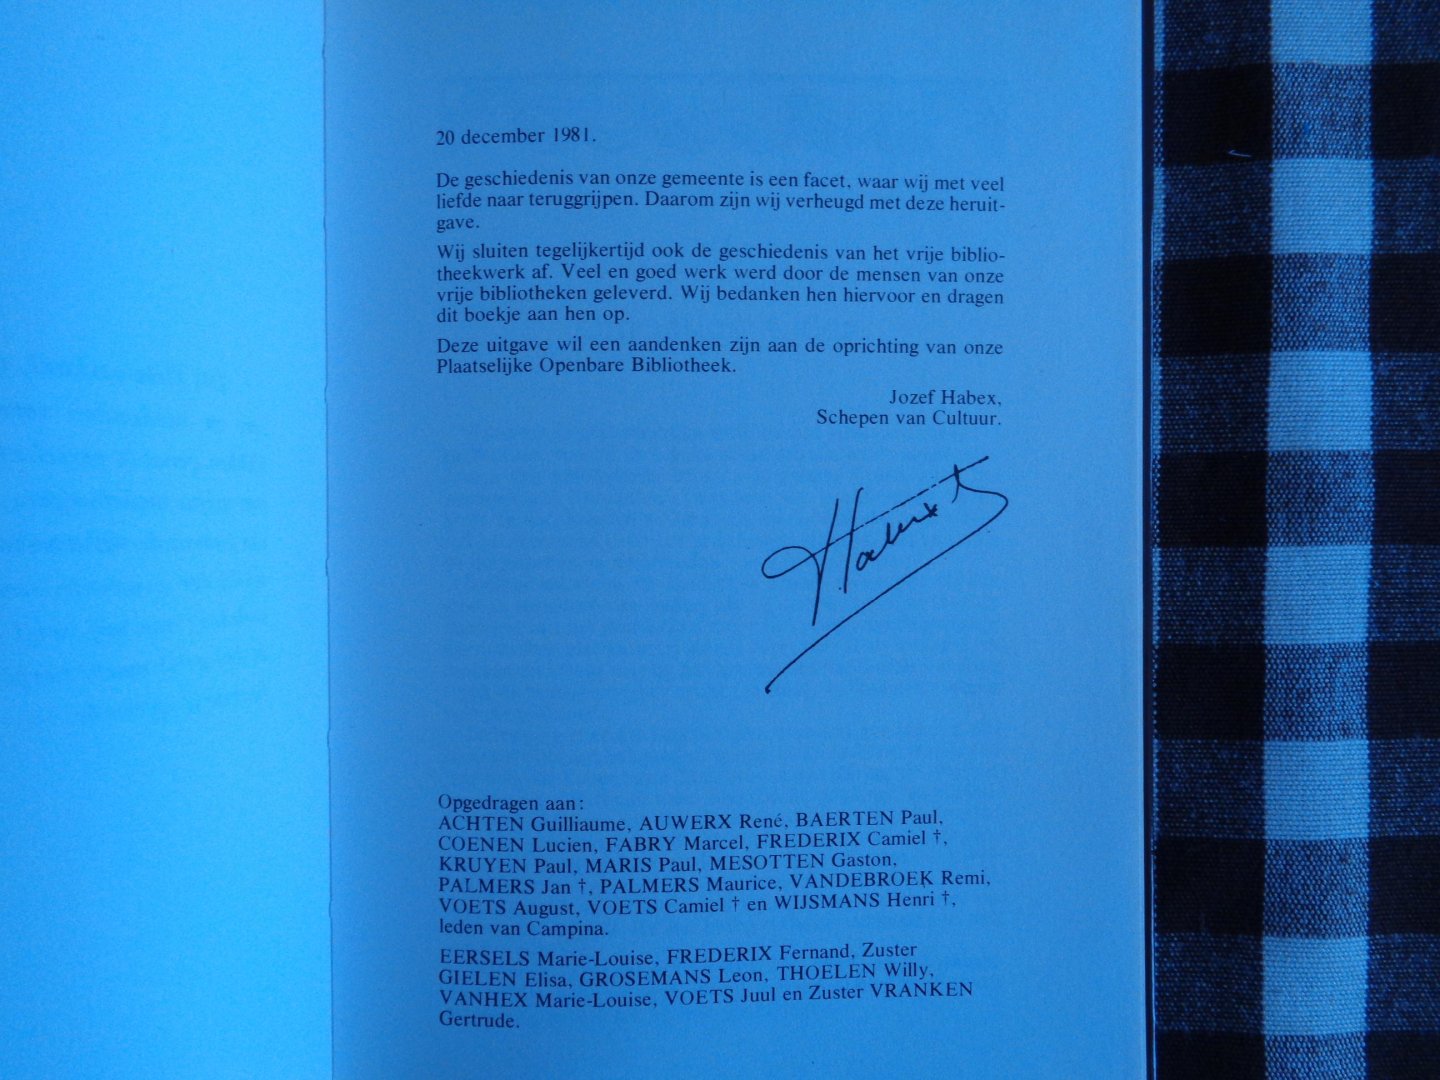 20 december 1981.
De geschiedenis van onze gemeente is een facet, waar wij met veel
liefde naar teruggrijpen. Daarom zijn wij verheugd met deze heruit-
gave.
Wij sluiten tegelijkertijd ook de geschiedenis van het vrije biblio-
theekwerk af. Veel en goed werk werd door de mensen van onze
vrije bibliotheken geleverd. Wij bedanken hen hiervoor en dragen
dit boekje aan hen op.
Deze uitgave wil een aandenken zijn aan de oprichting van onze
Plaatselijke Openbare Bibliotheek.
Jozef Habex,
Schepen van Cultuur.
Habex
Opgedragen aan:
ACHTEN Guilliaume, AUWERX René, BAERTEN Paul,
COENEN Lucien, FABRY Marcel, FREDERIX Camiel †,
KRUYEN Paul, MARIS Paul, MESOTTEN Gaston,
PALMERS Jan †, PALMERS Maurice, VANDEBROEK Remi,
VOETS August, VOETS Camiel † en WIJSMANS Henri †,
leden van Campina.
EERSELS Marie-Louise, FREDERIX Fernand, Zuster
GIELEN Elisa, GROSEMANS Leon, THOELEN Willy,
VANHEX Marie-Louise, VOETS Juul en Zuster VRANKEN
Gertrude.